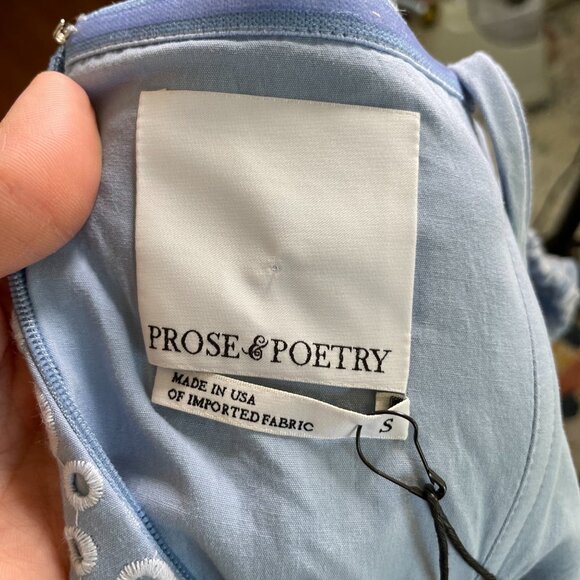 PROSE & POETRY
MADE IN USA
OF IMPORTED FABRIC
S